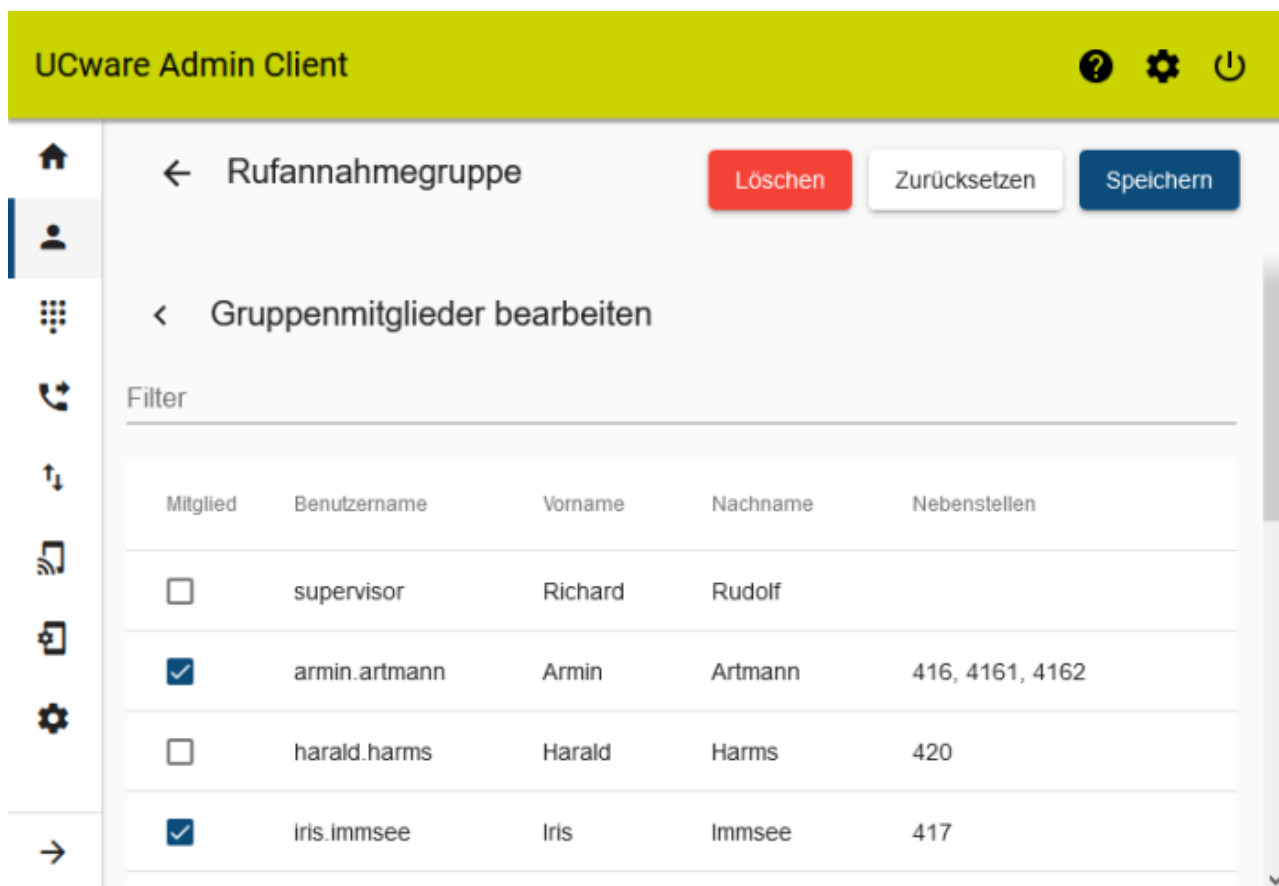 UCware Admin Client
Rufannahmegruppe Löschen Zurücksetzen Speichern
Gruppenmitglieder bearbeiten
Filter
Mitglied Benutzername Vorname Nachname Nebenstellen
supervisor Richard Rudolf
armin.artmann Armin Artmann 416, 4161, 4162
harald.harms Harald Harms 420
iris.immsee Iris Immsee 417